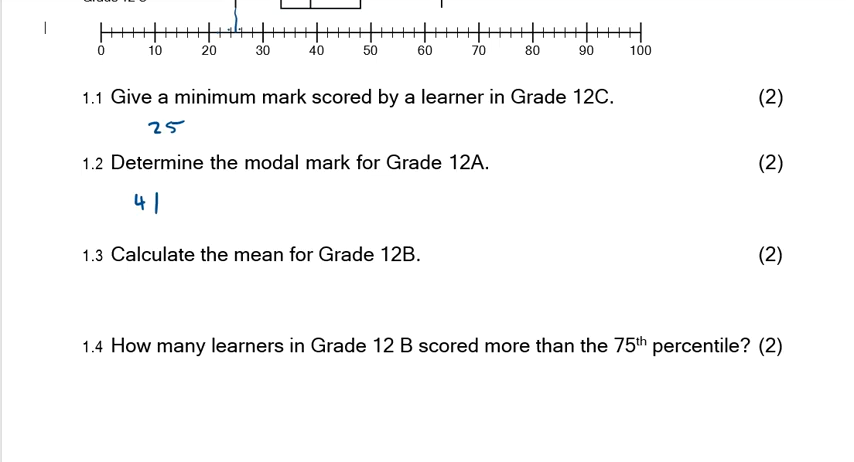 0 10 20 30 40 50 60 70 80 90 100
1.1 Give a minimum mark scored by a learner in Grade 12C. (2)
25
1.2 Determine the modal mark for Grade 12A. (2)
41
1.3 Calculate the mean for Grade 12B. (2)
1.4 How many learners in Grade 12 B scored more than the 75th percentile? (2)